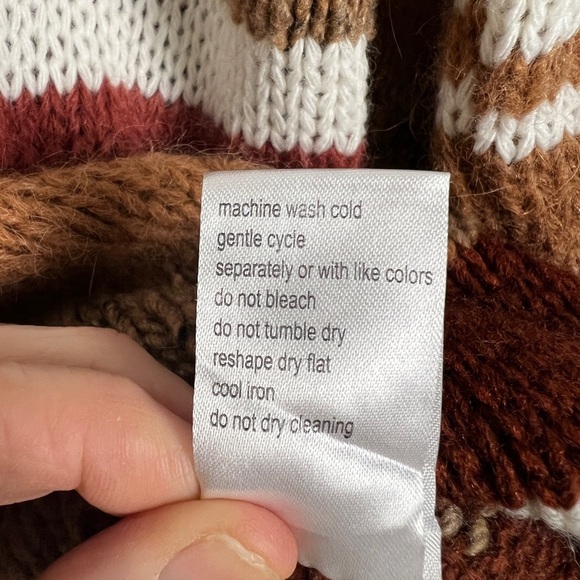 machine wash cold
gentle cycle
separately or with like colors
do not bleach
do not tumble dry
reshape dry flat
cool iron
do not dry cleaning